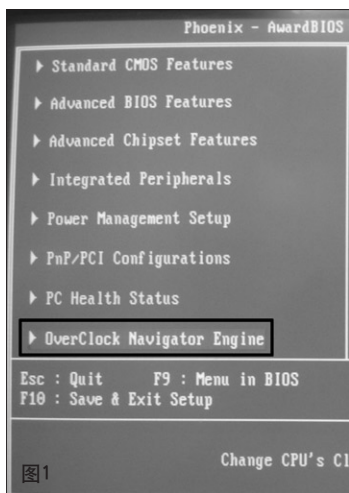 Phoenix - AwardBIOS
▶ Standard CMOS Features
▶ Advanced BIOS Features
▶ Advanced Chipset Features
▶ Integrated Peripherals
▶ Power Management Setup
▶ PnP/PCI Configurations
▶ PC Health Status
▶ OverClock Navigator Engine
Esc : Quit F9 : Menu in BIOS
F10 : Save & Exit Setup
Change CPU's Cl
图1